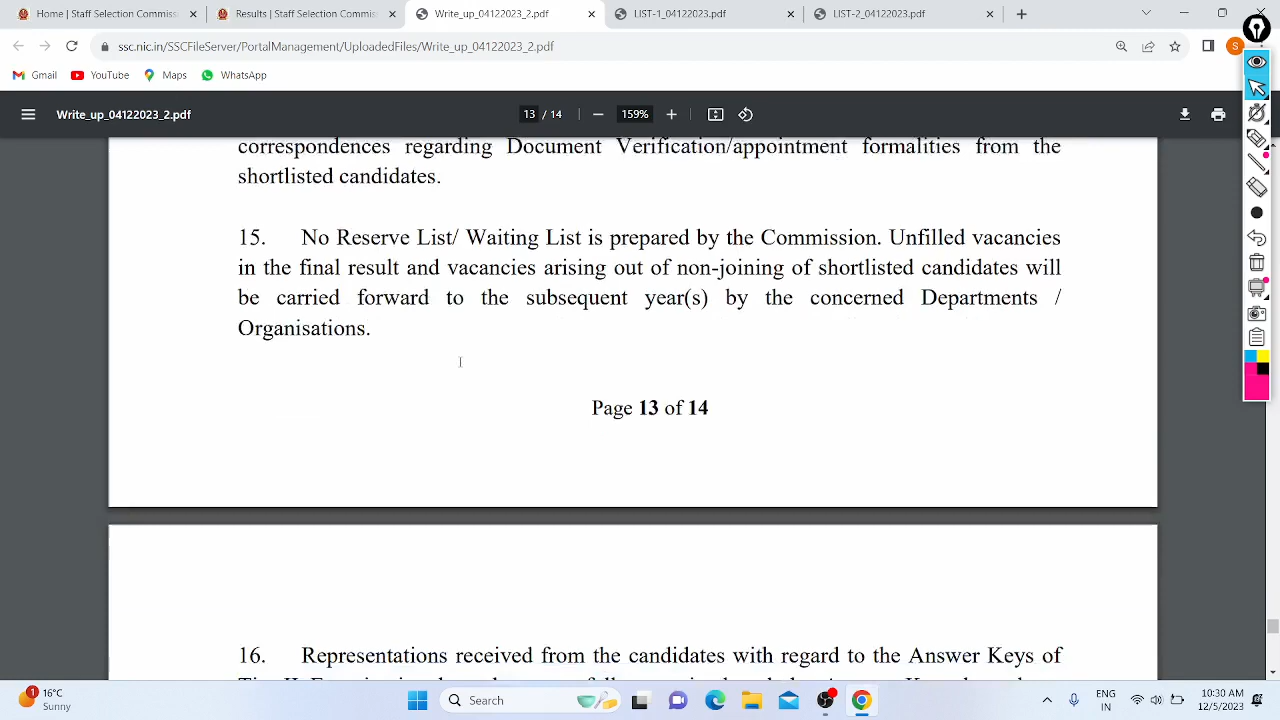 Home | Staff Selection Commission
Results | Staff Selection Commiss
Write_up_04122023_2.pdf
LIST-1_04122023.pdf
LIST-2_04122023.pdf
ssc.nic.in/SSCFileServer/PortalManagement/UploadedFiles/Write_up_04122023_2.pdf
S
Gmail
YouTube
Maps
WhatsApp
Write_up_04122023_2.pdf
13 / 14
159%
correspondences regarding Document Verification/appointment formalities from the
shortlisted candidates.
15. No Reserve List/ Waiting List is prepared by the Commission. Unfilled vacancies
in the final result and vacancies arising out of non-joining of shortlisted candidates will
be carried forward to the subsequent year(s) by the concerned Departments /
Organisations.
Page 13 of 14
16. Representations received from the candidates with regard to the Answer Keys of
1
16°C
Sunny
Search
ENG
IN
10:30 AM
12/5/2023